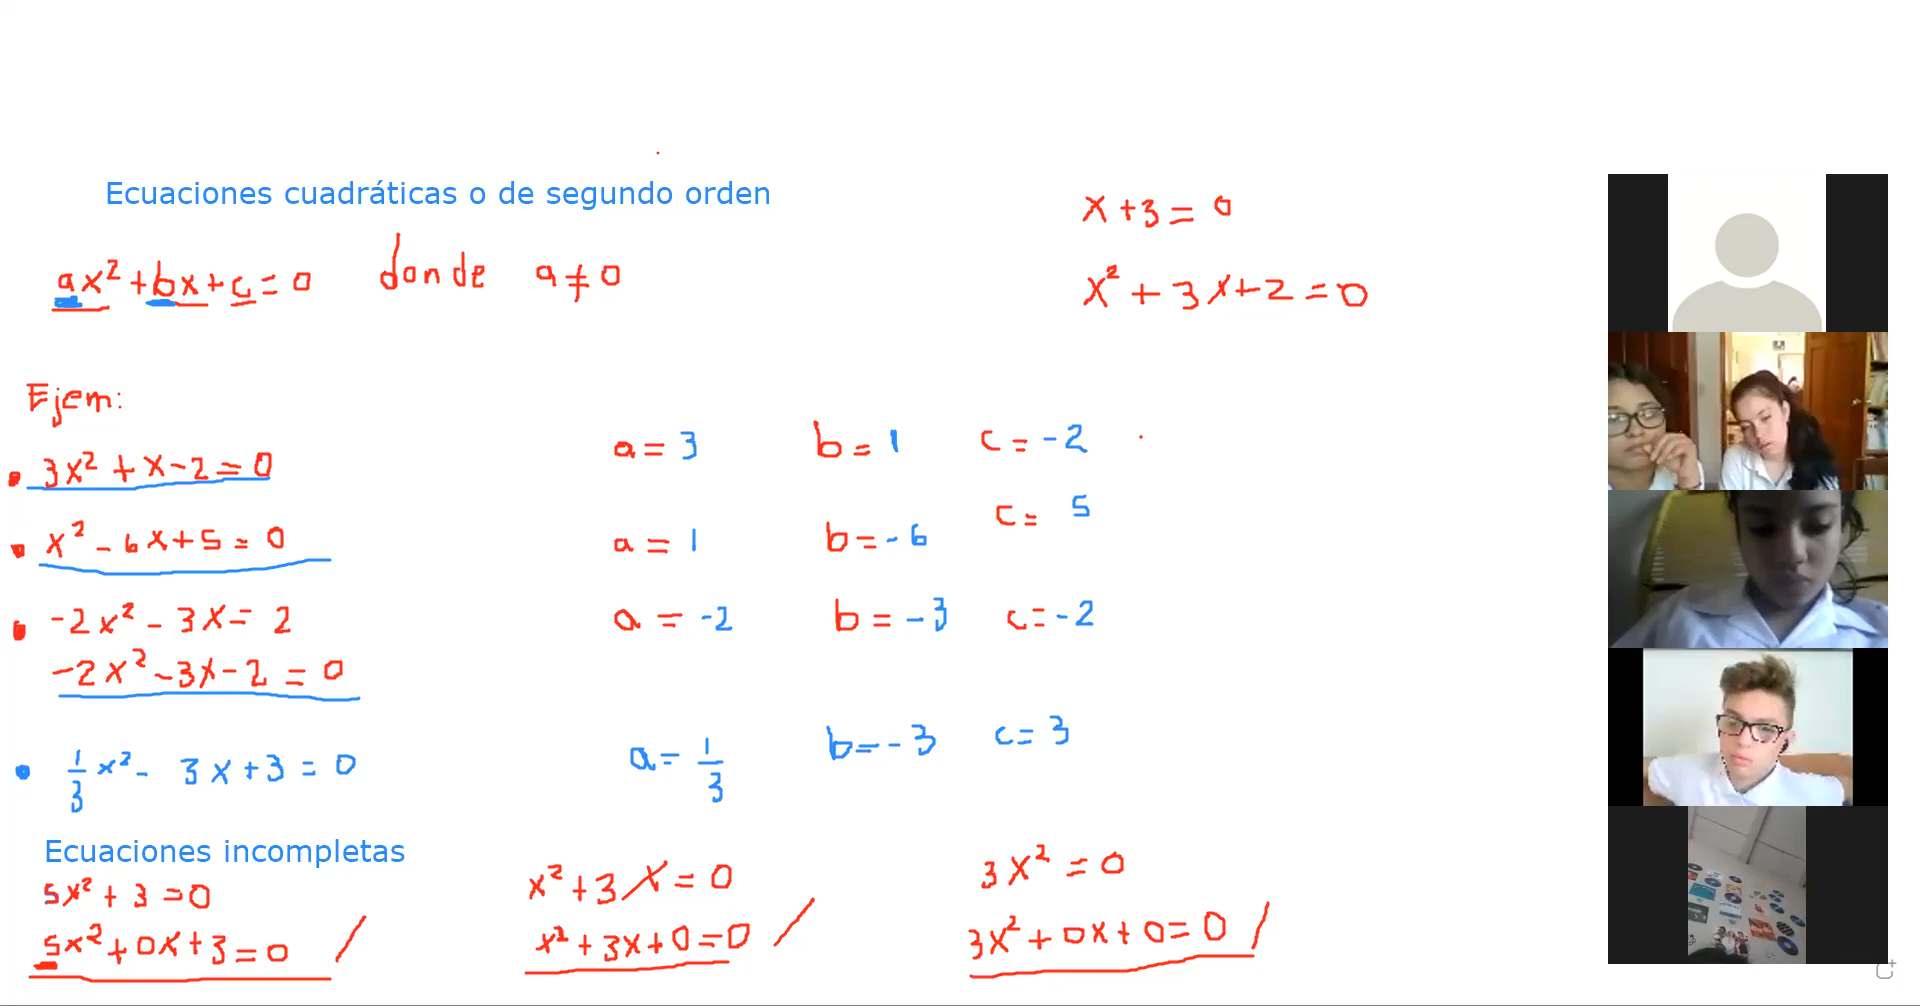 Ecuaciones cuadráticas o de segundo orden
x + 3 = 0
ax² + bx + c = 0 donde a ≠ 0
x² + 3x + 2 = 0
Ejem:
3x² + x - 2 = 0 a = 3 b = 1 c = -2
x² - 6x + 5 = 0 a = 1 b = -6 c = 5
-2x² - 3x = 2 a = -2 b = -3 c = -2
-2x² - 3x - 2 = 0
1/3 x² - 3x + 3 = 0 a = 1/3 b = -3 c = 3
Ecuaciones incompletas
5x² + 3 = 0
5x² + 0x + 3 = 0
x² + 3x = 0
x² + 3x + 0 = 0
3x² = 0
3x² + 0x + 0 = 0